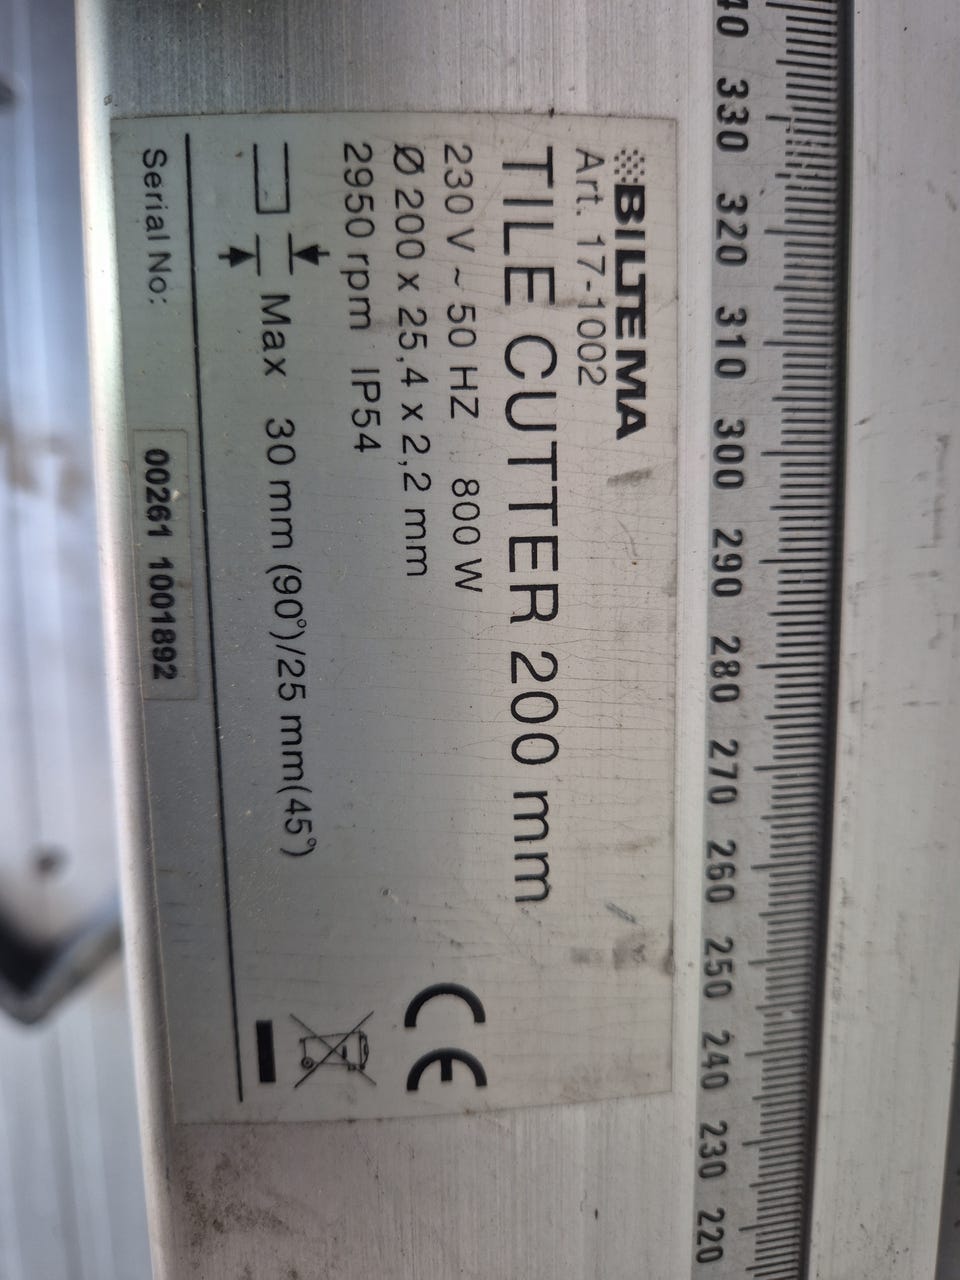 40 330 320 310 300 290 280 270 260 250 240 230 220
BILTEMA
Art. 17-1002
TILE CUTTER 200 mm
230 V ~ 50 HZ 800 W
Ø 200 x 25,4 x 2,2 mm
2950 rpm IP54
Max 30 mm (90°)/25 mm(45°)
CE
Serial No: 00261 1001892